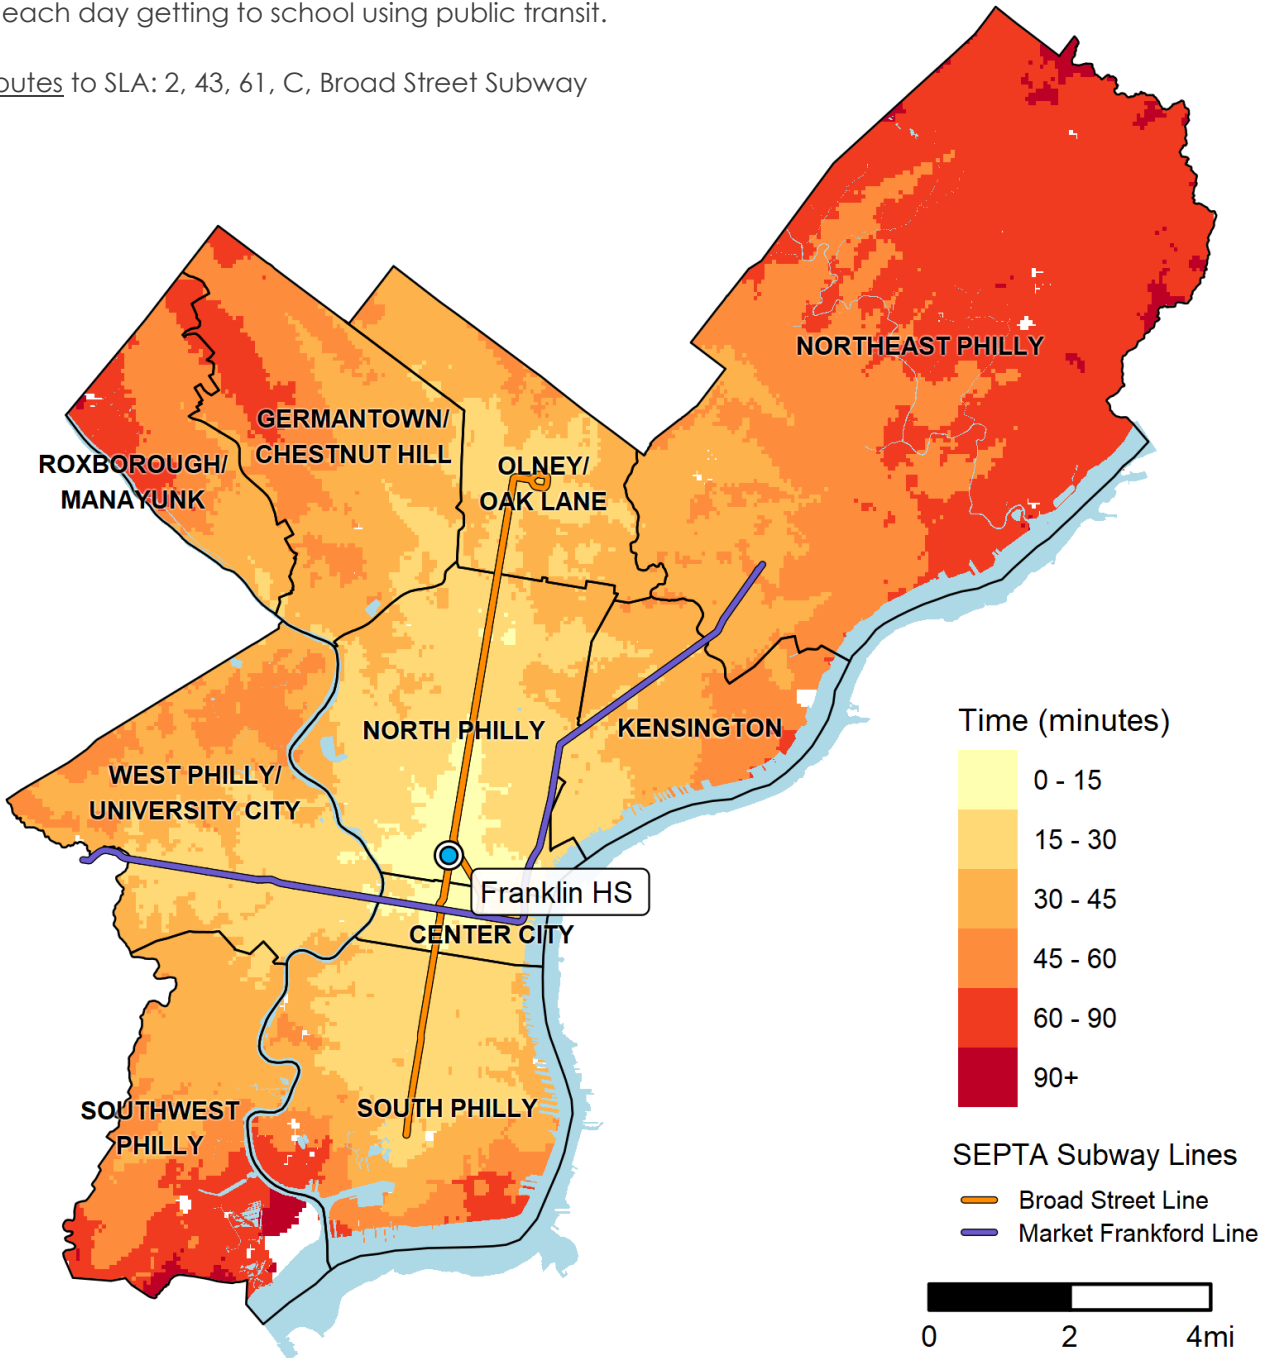 each day getting to school using public transit.
outes to SLA: 2, 43, 61, C, Broad Street Subway
NORTHEAST PHILLY
GERMANTOWN/
CHESTNUT HILL
ROXBOROUGH/
MANAYUNK
OLNEY/
OAK LANE
NORTH PHILLY
KENSINGTON
WEST PHILLY/
UNIVERSITY CITY
Franklin HS
CENTER CITY
SOUTHWEST
PHILLY
SOUTH PHILLY
Time (minutes)
0 - 15
15 - 30
30 - 45
45 - 60
60 - 90
90+
SEPTA Subway Lines
Broad Street Line
Market Frankford Line
0 2 4mi